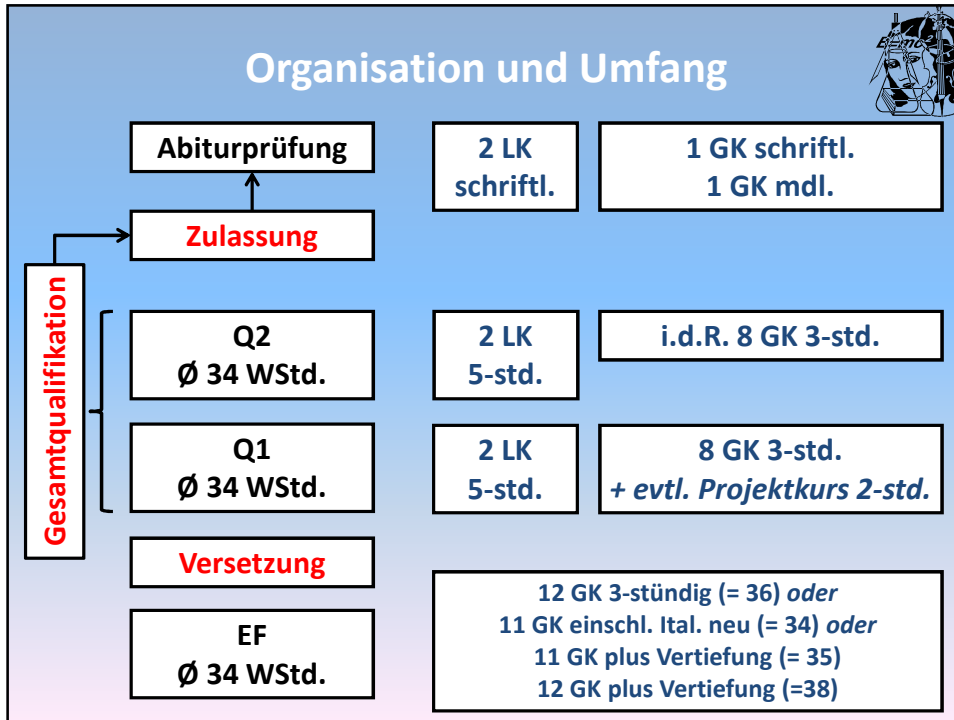 Organisation und Umfang
Abiturprüfung
2 LK
schriftl.
1 GK schriftl.
1 GK mdl.
Zulassung
Gesamtqualifikation
Q2
Ø 34 WStd.
2 LK
5-std.
i.d.R. 8 GK 3-std.
Q1
Ø 34 WStd.
2 LK
5-std.
8 GK 3-std.
+ evtl. Projektkurs 2-std.
Versetzung
EF
Ø 34 WStd.
12 GK 3-stündig (= 36) oder
11 GK einschl. Ital. neu (= 34) oder
11 GK plus Vertiefung (= 35)
12 GK plus Vertiefung (=38)